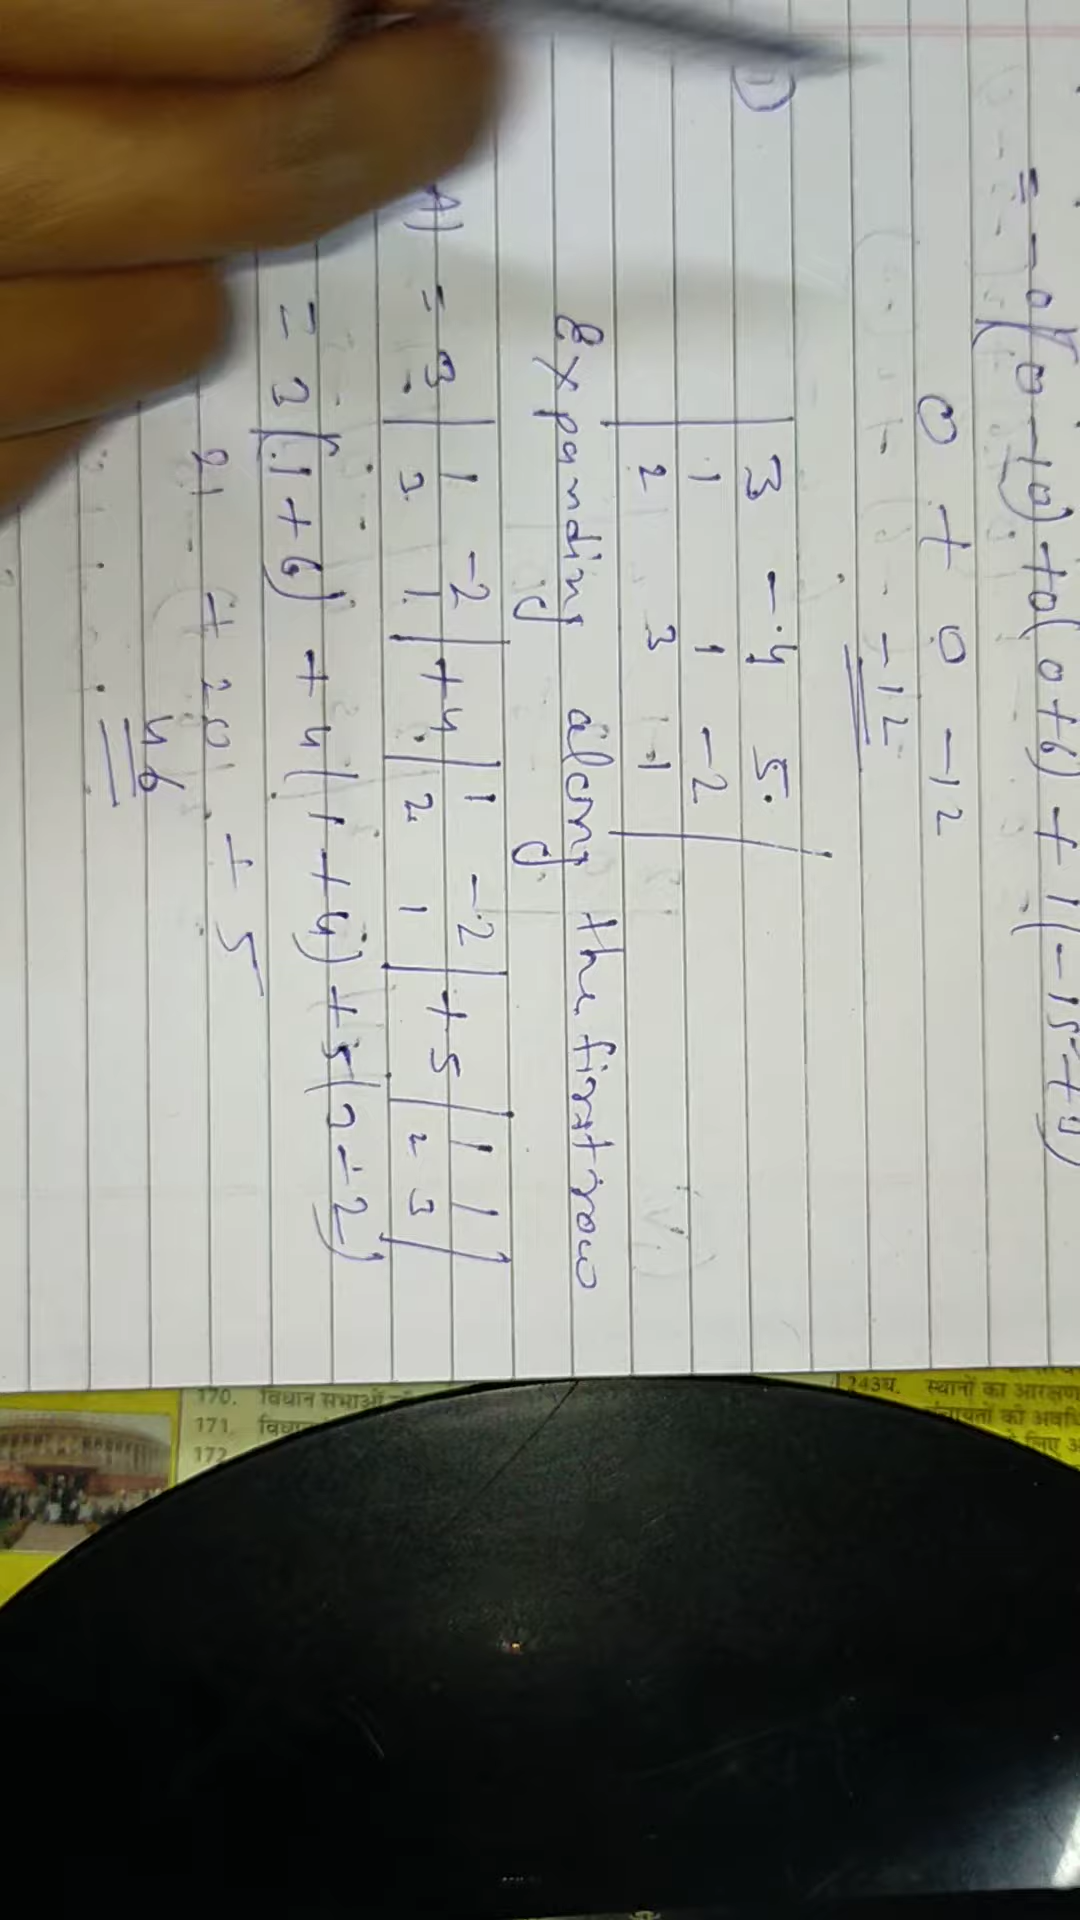 = -0(0-10)+0(0+6)+1(-15+9)
0 + 0 -12
-12
3 -4 5
1 1 -2
2 3 1
expanding along the first row
A) = 3 | 1 -2 | +4 | 1 -2 | +5 | 1 1 |
3 1 2 1 2 3
= 3(1+6) + 4(1+4) + 5(3-2)
21 + 20 + 5
46
170. विधान सभाओं
171.
172
243घ. स्थानों का आरक्षण